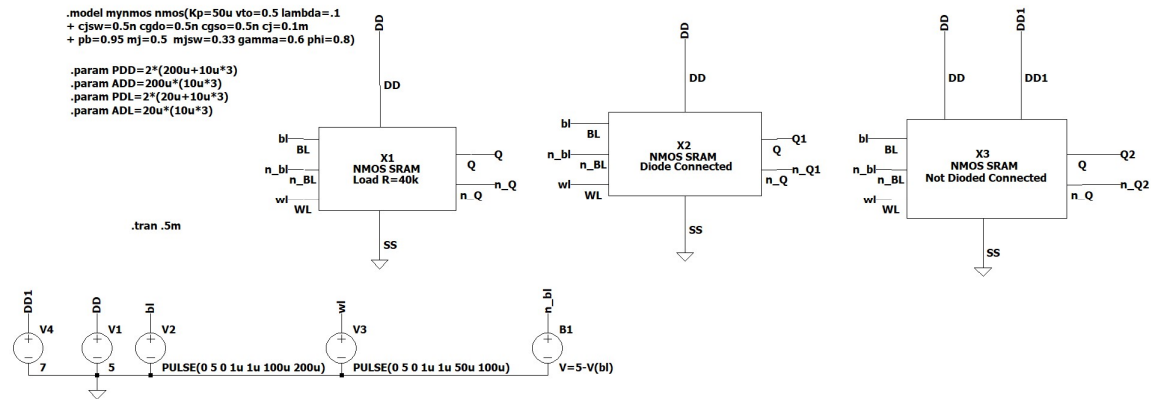 .model mynmos nmos(Kp=50u vto=0.5 lambda=.1
+ cjsw=0.5n cgdo=0.5n cgso=0.5n cj=0.1m
+ pb=0.95 mj=0.5 mjsw=0.33 gamma=0.6 phi=0.8)
.param PDD=2*(200u+10u*3)
.param ADD=200u*(10u*3)
.param PDL=2*(20u+10u*3)
.param ADL=20u*(10u*3)
.tran .5m
DD
DD
bl
BL
n_bl
n_BL
wl
WL
X1
NMOS SRAM
Load R=40k
Q
Q
n_Q
n_Q
SS
DD
DD
bl
BL
n_bl
n_BL
wl
WL
X2
NMOS SRAM
Diode Connected
Q1
Q
n_Q1
n_Q
SS
DD
DD1
DD
DD1
bl
BL
n_bl
n_BL
wl
WL
X3
NMOS SRAM
Not Dioded Connected
Q2
Q
n_Q2
n_Q
SS
DD1
V4
7
DD
V1
5
bl
V2
PULSE(0 5 0 1u 1u 100u 200u)
wl
V3
PULSE(0 5 0 1u 1u 50u 100u)
n_bl
B1
V=5-V(bl)